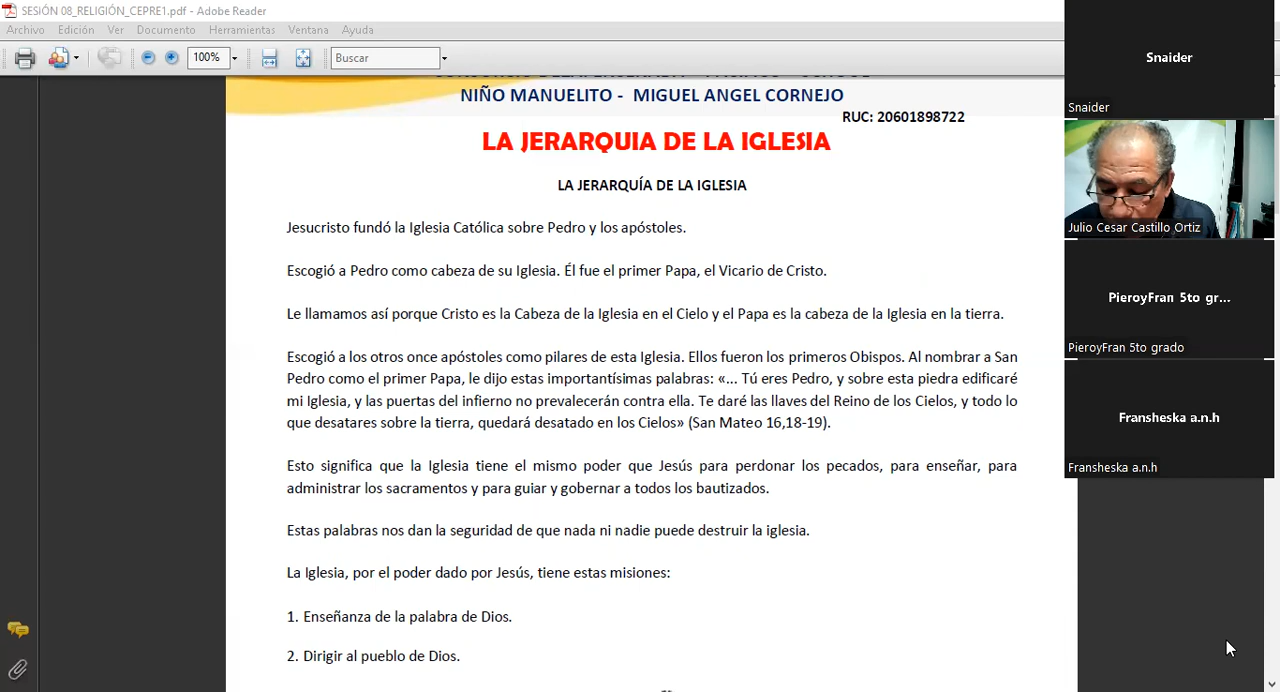 SESIÓN 08_RELIGIÓN_CEPRE1.pdf - Adobe Reader
Archivo Edición Ver Documento Herramientas Ventana Ayuda
100% Buscar
NIÑO MANUELITO - MIGUEL ANGEL CORNEJO
RUC: 20601898722
LA JERARQUIA DE LA IGLESIA
LA JERARQUÍA DE LA IGLESIA
Jesucristo fundó la Iglesia Católica sobre Pedro y los apóstoles.
Escogió a Pedro como cabeza de su Iglesia. Él fue el primer Papa, el Vicario de Cristo.
Le llamamos así porque Cristo es la Cabeza de la Iglesia en el Cielo y el Papa es la cabeza de la Iglesia en la tierra.
Escogió a los otros once apóstoles como pilares de esta Iglesia. Ellos fueron los primeros Obispos. Al nombrar a San
Pedro como el primer Papa, le dijo estas importantísimas palabras: «... Tú eres Pedro, y sobre esta piedra edificaré
mi Iglesia, y las puertas del infierno no prevalecerán contra ella. Te daré las llaves del Reino de los Cielos, y todo lo
que desatares sobre la tierra, quedará desatado en los Cielos» (San Mateo 16,18-19).
Esto significa que la Iglesia tiene el mismo poder que Jesús para perdonar los pecados, para enseñar, para
administrar los sacramentos y para guiar y gobernar a todos los bautizados.
Estas palabras nos dan la seguridad de que nada ni nadie puede destruir la iglesia.
La Iglesia, por el poder dado por Jesús, tiene estas misiones:
1. Enseñanza de la palabra de Dios.
2. Dirigir al pueblo de Dios.
Snaider
Snaider
Julio Cesar Castillo Ortiz
PieroyFran 5to gr...
PieroyFran 5to grado
Fransheska a.n.h
Fransheska a.n.h